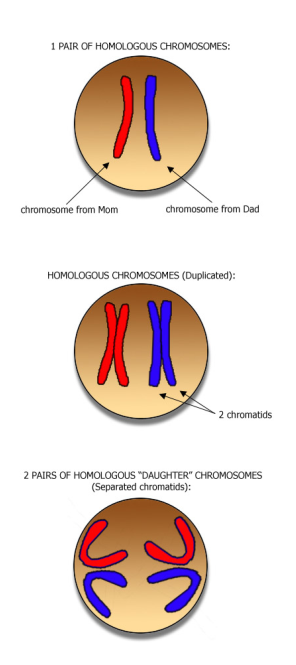 1 PAIR OF HOMOLOGOUS CHROMOSOMES:
chromosome from Mom
chromosome from Dad
HOMOLOGOUS CHROMOSOMES (Duplicated):
2 chromatids
2 PAIRS OF HOMOLOGOUS “DAUGHTER” CHROMOSOMES
(Separated chromatids):